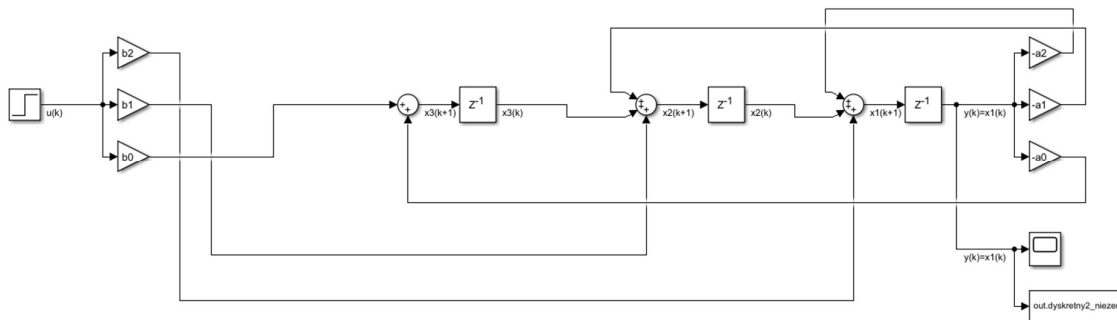 b2
-a2
u(k)
b1
x3(k+1)
Z-1
x3(k)
x2(k+1)
Z-1
x2(k)
x1(k+1)
Z-1
y(k)=x1(k)
-a1
b0
-a0
y(k)=x1(k)
out.dyskretny2_niezer